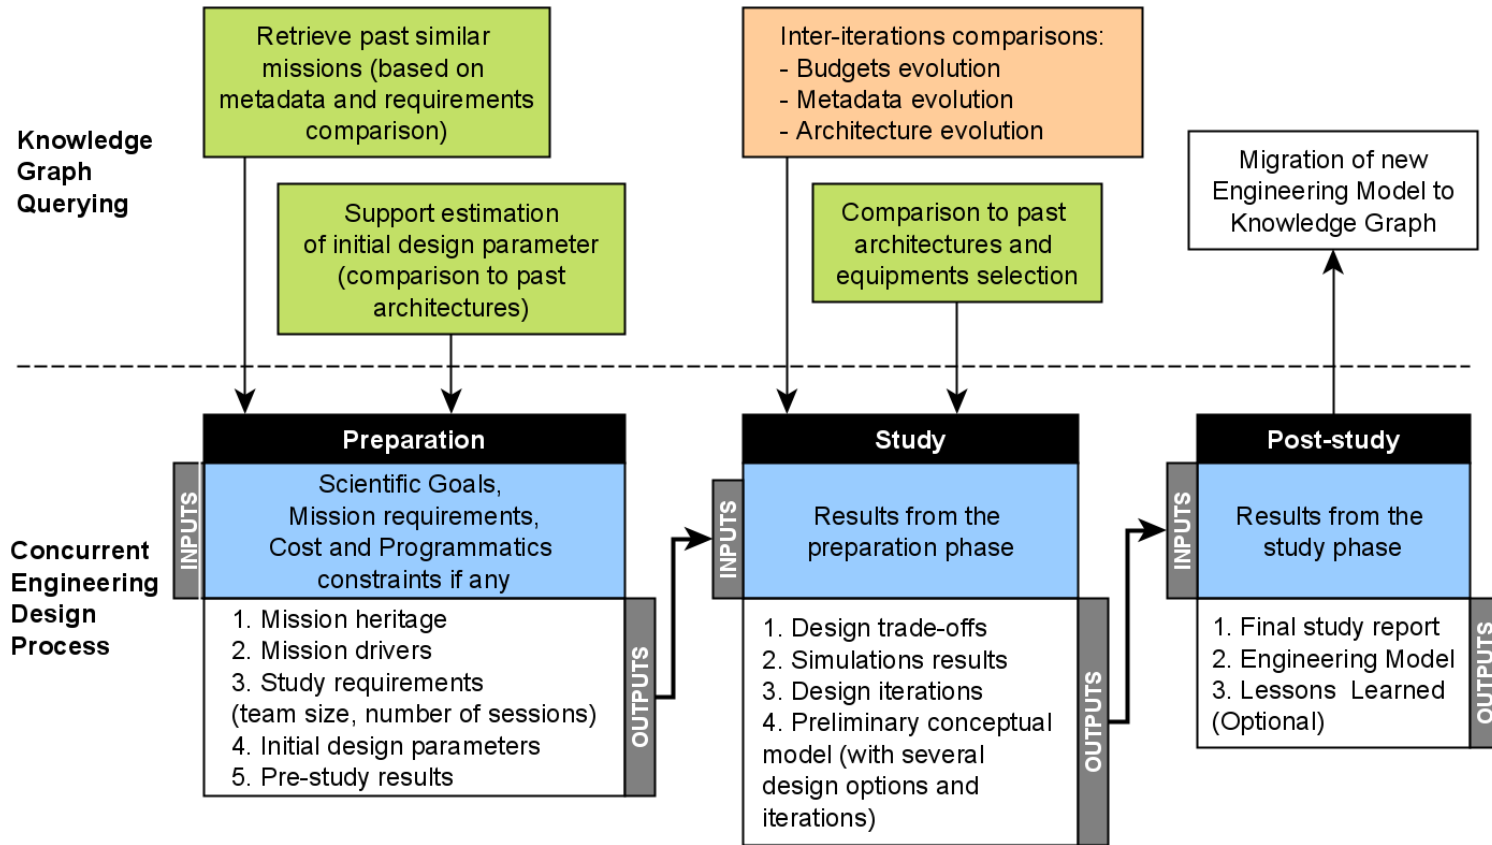 Knowledge
Graph
Querying
Retrieve past similar
missions (based on
metadata and requirements
comparison)
Support estimation
of initial design parameter
(comparison to past
architectures)
Inter-iterations comparisons:
- Budgets evolution
- Metadata evolution
- Architecture evolution
Comparison to past
architectures and
equipments selection
Migration of new
Engineering Model to
Knowledge Graph
Concurrent
Engineering
Design
Process
Preparation
INPUTS
Scientific Goals,
Mission requirements,
Cost and Programmatics
constraints if any
1. Mission heritage
2. Mission drivers
3. Study requirements
(team size, number of sessions)
4. Initial design parameters
5. Pre-study results
OUTPUTS
Study
INPUTS
Results from the
preparation phase
1. Design trade-offs
2. Simulations results
3. Design iterations
4. Preliminary conceptual
model (with several
design options and
iterations)
OUTPUTS
Post-study
INPUTS
Results from the
study phase
1. Final study report
2. Engineering Model
3. Lessons Learned
(Optional)
OUTPUTS